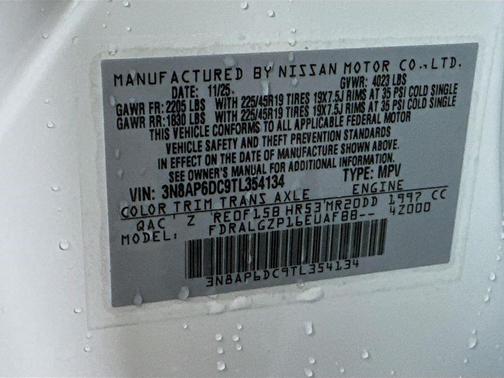 MANUFACTURED BY NISSAN MOTOR CO.,LTD.
DATE: 11/25 GVWR: 4023 LBS
GAWR FR: 2205 LBS WITH 225/45R19 TIRES 19X7.5J RIMS AT 35 PSI COLD SINGLE
GAWR RR: 1830 LBS WITH 225/45R19 TIRES 19X7.5J RIMS AT 35 PSI COLD SINGLE
THIS VEHICLE CONFORMS TO ALL APPLICABLE FEDERAL MOTOR
VEHICLE SAFETY AND THEFT PREVENTION STANDARDS
IN EFFECT ON THE DATE OF MANUFACTURE SHOWN ABOVE.
SEE OWNER'S MANUAL FOR ADDITIONAL INFORMATION.
VIN: 3N8AP6DC9TL354134 TYPE: MPV
COLOR TRIM TRANS AXLE ENGINE
QAC' Z RE0F15B HR53'MR20DD 1997 CC
MODEL: FDRALGZP16EUAFBB-- 42000
3N8AP6DC9TL354134